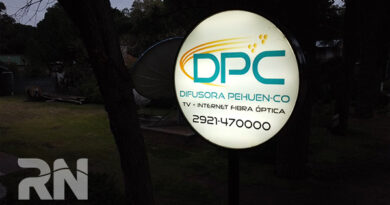 DPC
DIFUSORA PEHUEN-CO
TV - INTERNET FIBRA ÓPTICA
2921-470000
RN